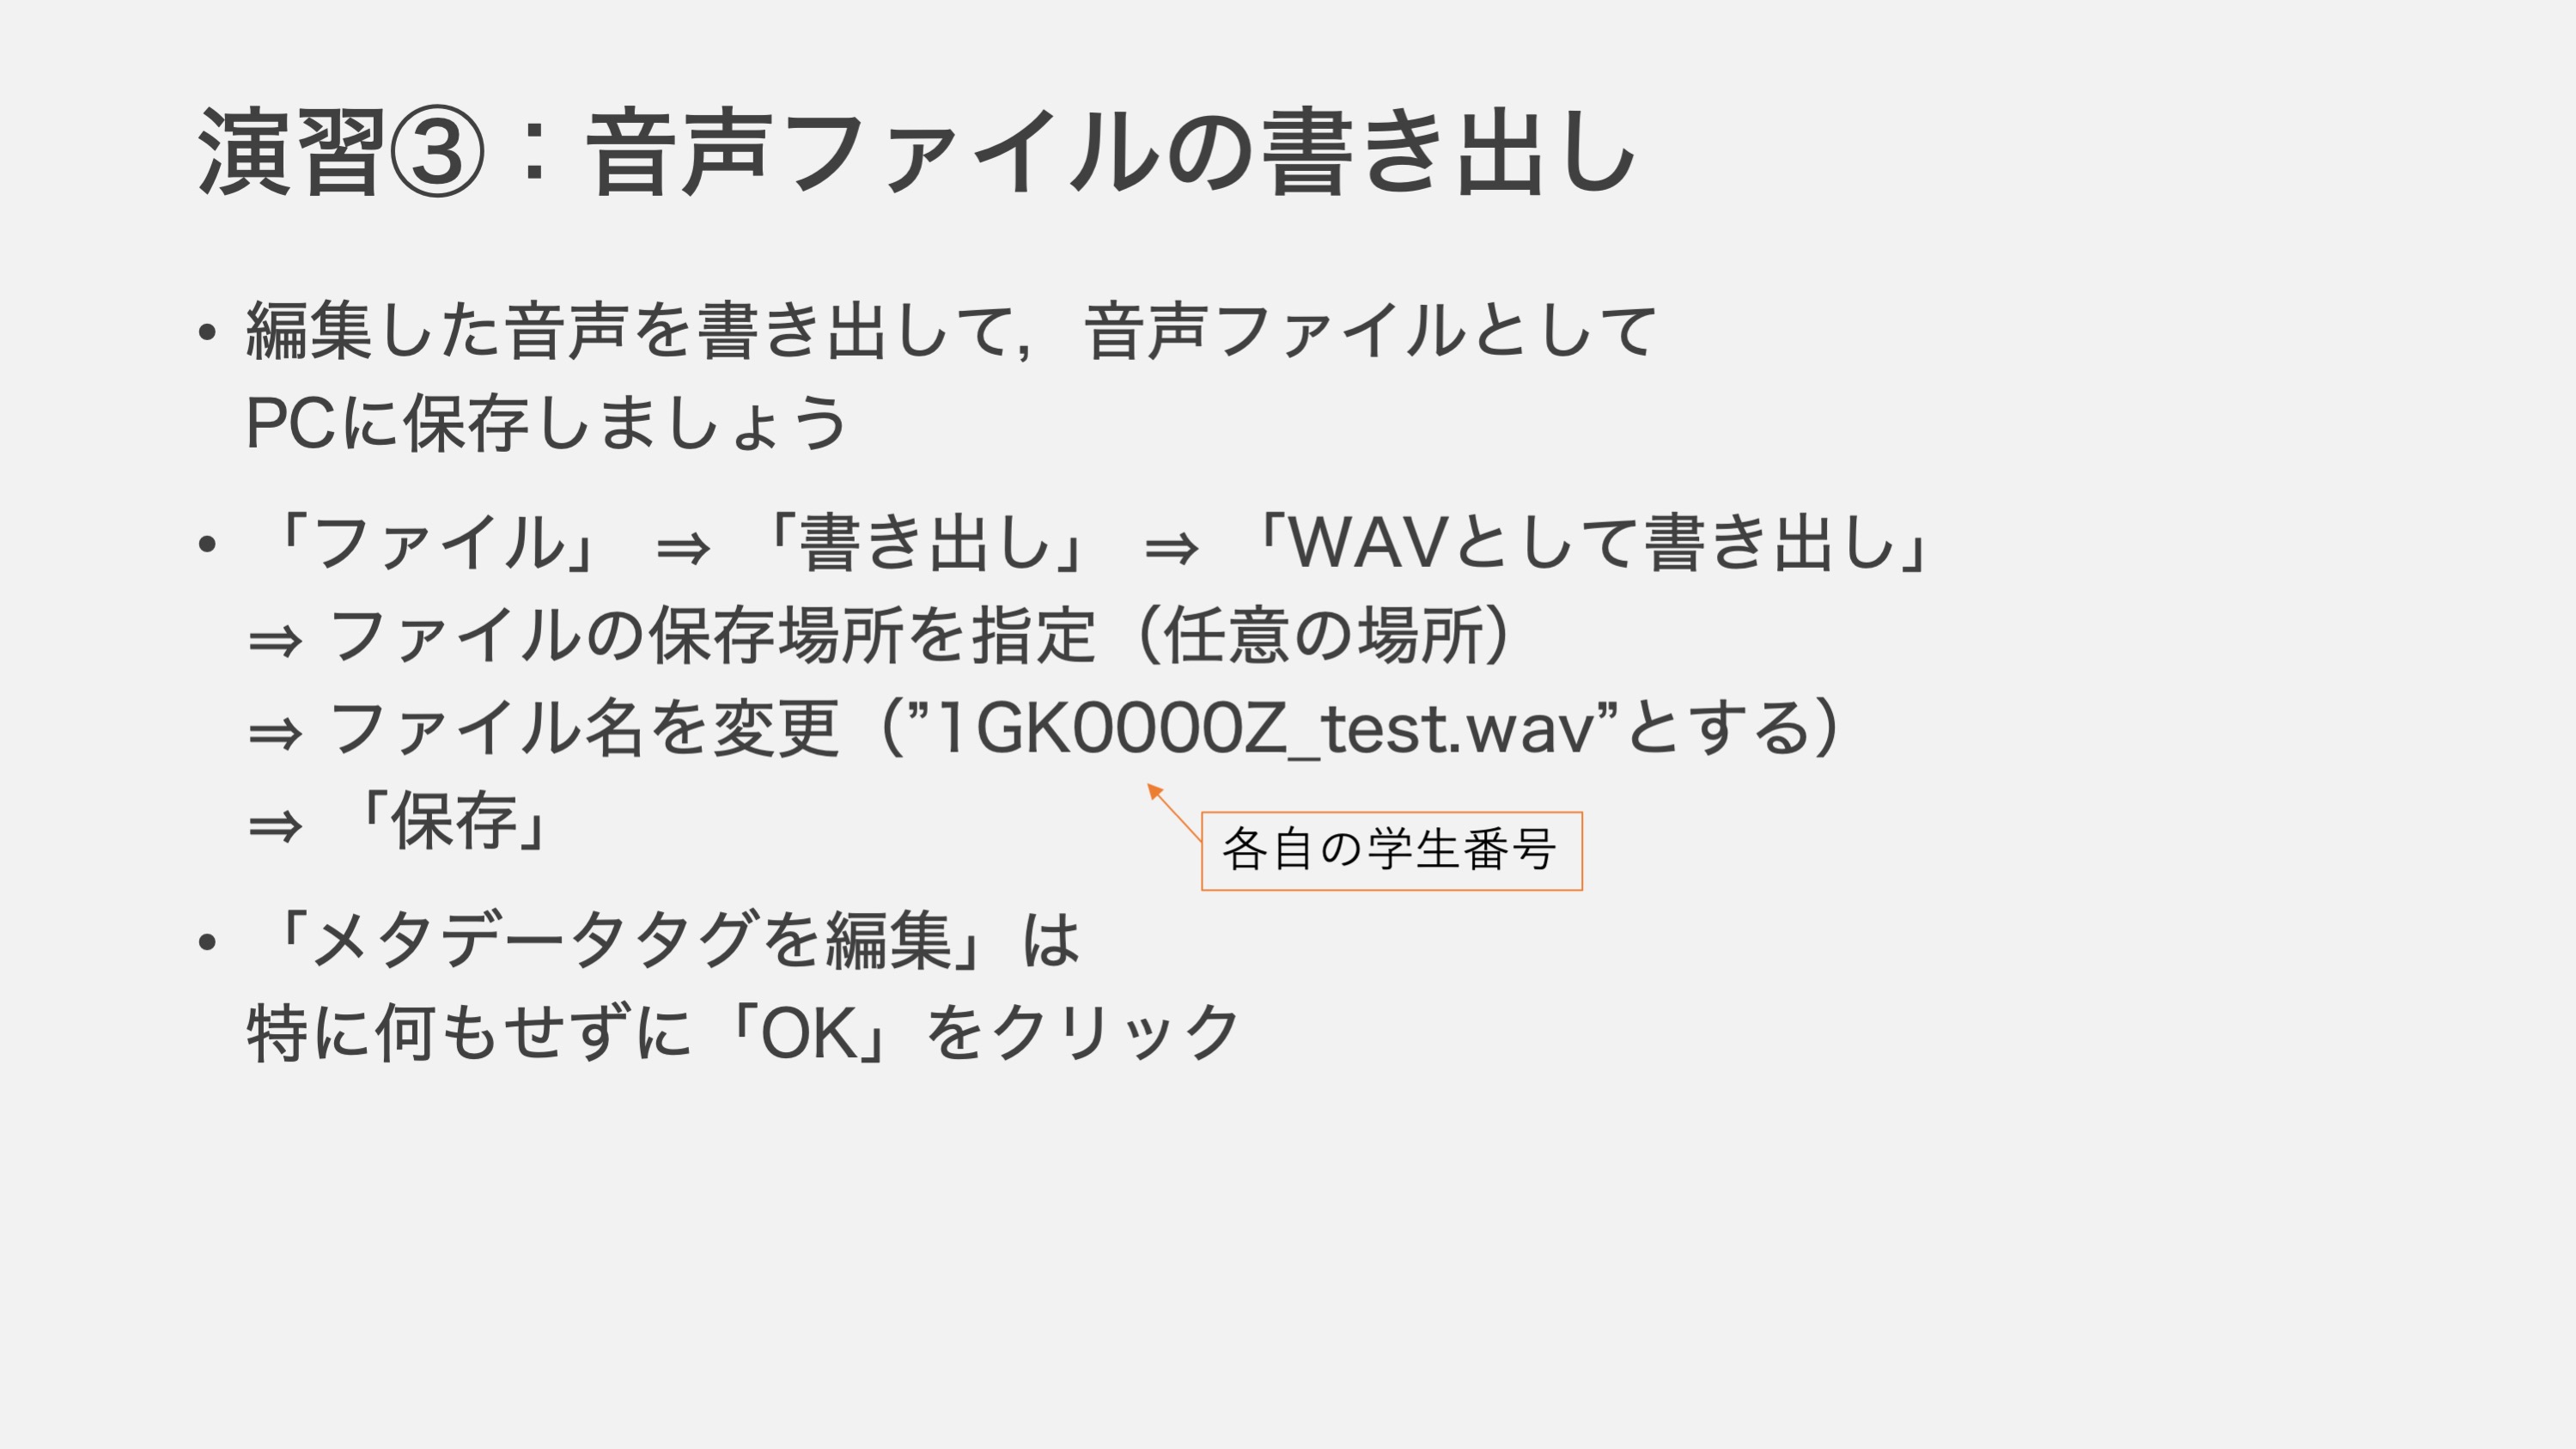 演習③：音声ファイルの書き出し
• 編集した音声を書き出して，音声ファイルとして
PCに保存しましょう
• 「ファイル」 ⇒ 「書き出し」 ⇒ 「WAVとして書き出し」
⇒ ファイルの保存場所を指定（任意の場所）
⇒ ファイル名を変更（”1GK0000Z_test.wav”とする）
⇒ 「保存」
各自の学生番号
• 「メタデータタグを編集」は
特に何もせずに「OK」をクリック